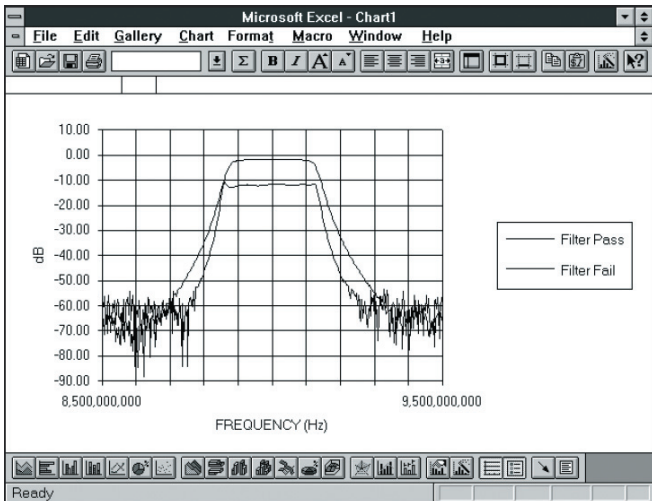 Microsoft Excel - Chart1
File Edit Gallery Chart Format Macro Window Help
Σ B I A A a
10.00
0.00
-10.00
-20.00
-30.00
-40.00
-50.00
-60.00
-70.00
-80.00
-90.00
dB
8,500,000,000 9,500,000,000
FREQUENCY (Hz)
Filter Pass
Filter Fail
Ready